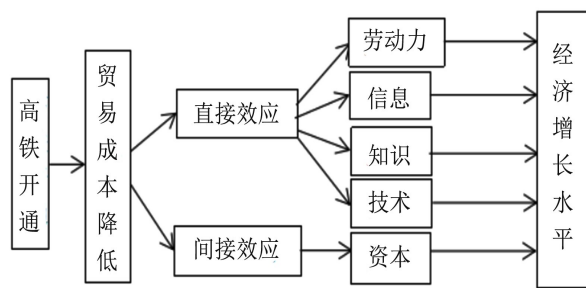 高铁开通
贸易成本降低
直接效应
间接效应
劳动力
信息
知识
技术
资本
经济增长水平